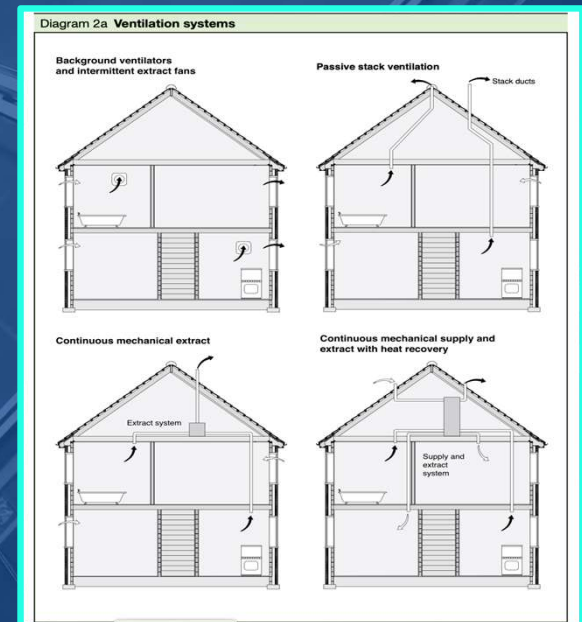 Diagram 2a Ventilation systems
Background ventilators
and intermittent extract fans
Passive stack ventilation
Stack ducts
Continuous mechanical extract
Extract system
Continuous mechanical supply and
extract with heat recovery
Supply and
extract
system